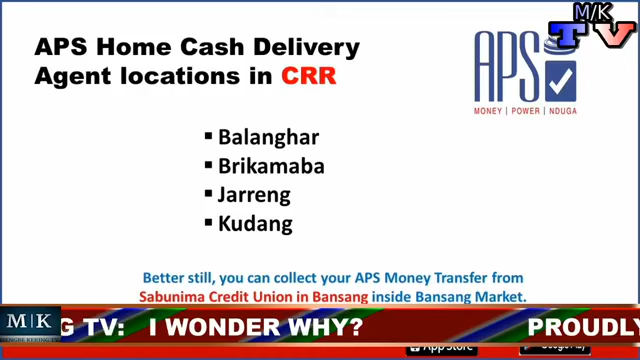 M/K
TV
APS Home Cash Delivery
Agent locations in CRR
APS
MONEY | POWER | NDUGA
▪ Balanghar
▪ Brikamaba
▪ Jarreng
▪ Kudang
Better still, you can collect your APS Money Transfer from
Sabunima Credit Union in Bansang inside Bansang Market.
M|K
G TV: I WONDER WHY? PROUDLY
App Store